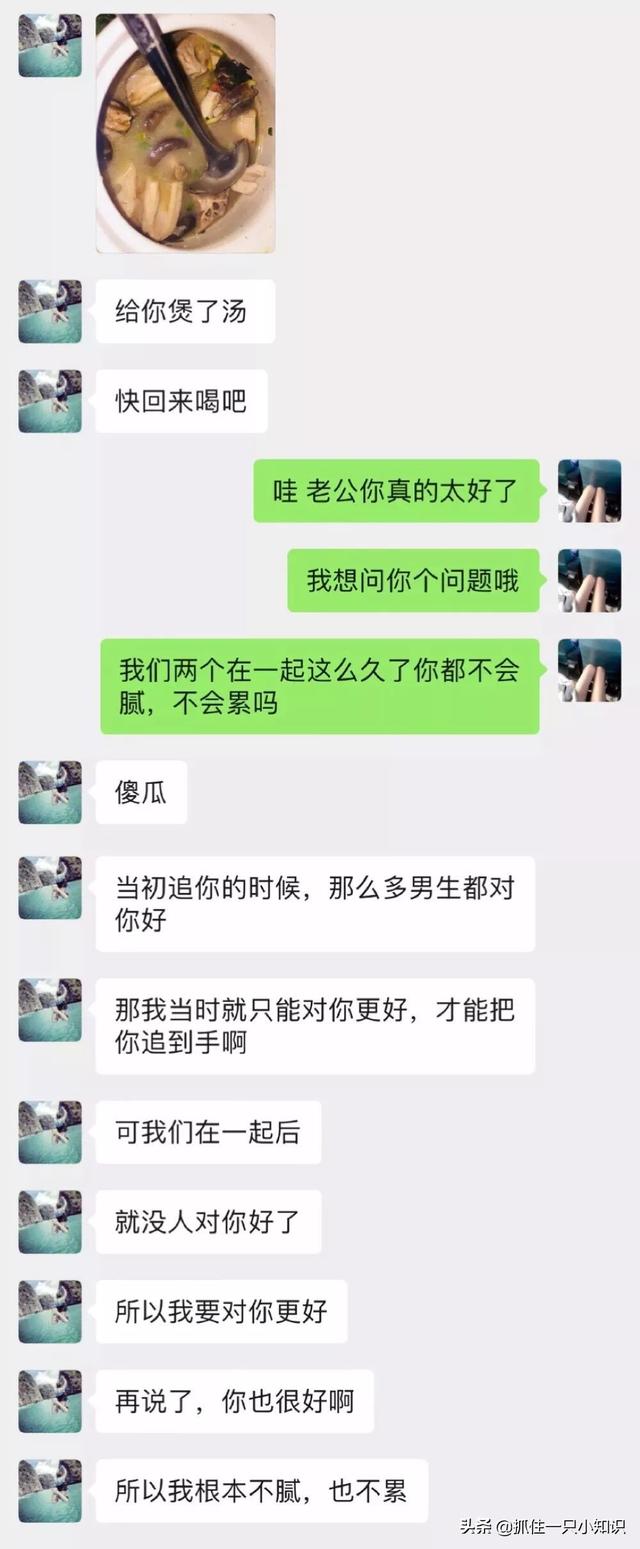 给你煲了汤
快回来喝吧
哇 老公你真的太好了
我想问你个问题哦
我们两个在一起这么久了你都不会
腻，不会累吗
傻瓜
当初追你的时候，那么多男生都对
你好
那我当时就只能对你更好，才能把
你追到手啊
可我们在一起后
就没人对你好了
所以我要对你更好
再说了，你也很好啊
所以我根本不腻，也不累
头条 @抓住一只小知识